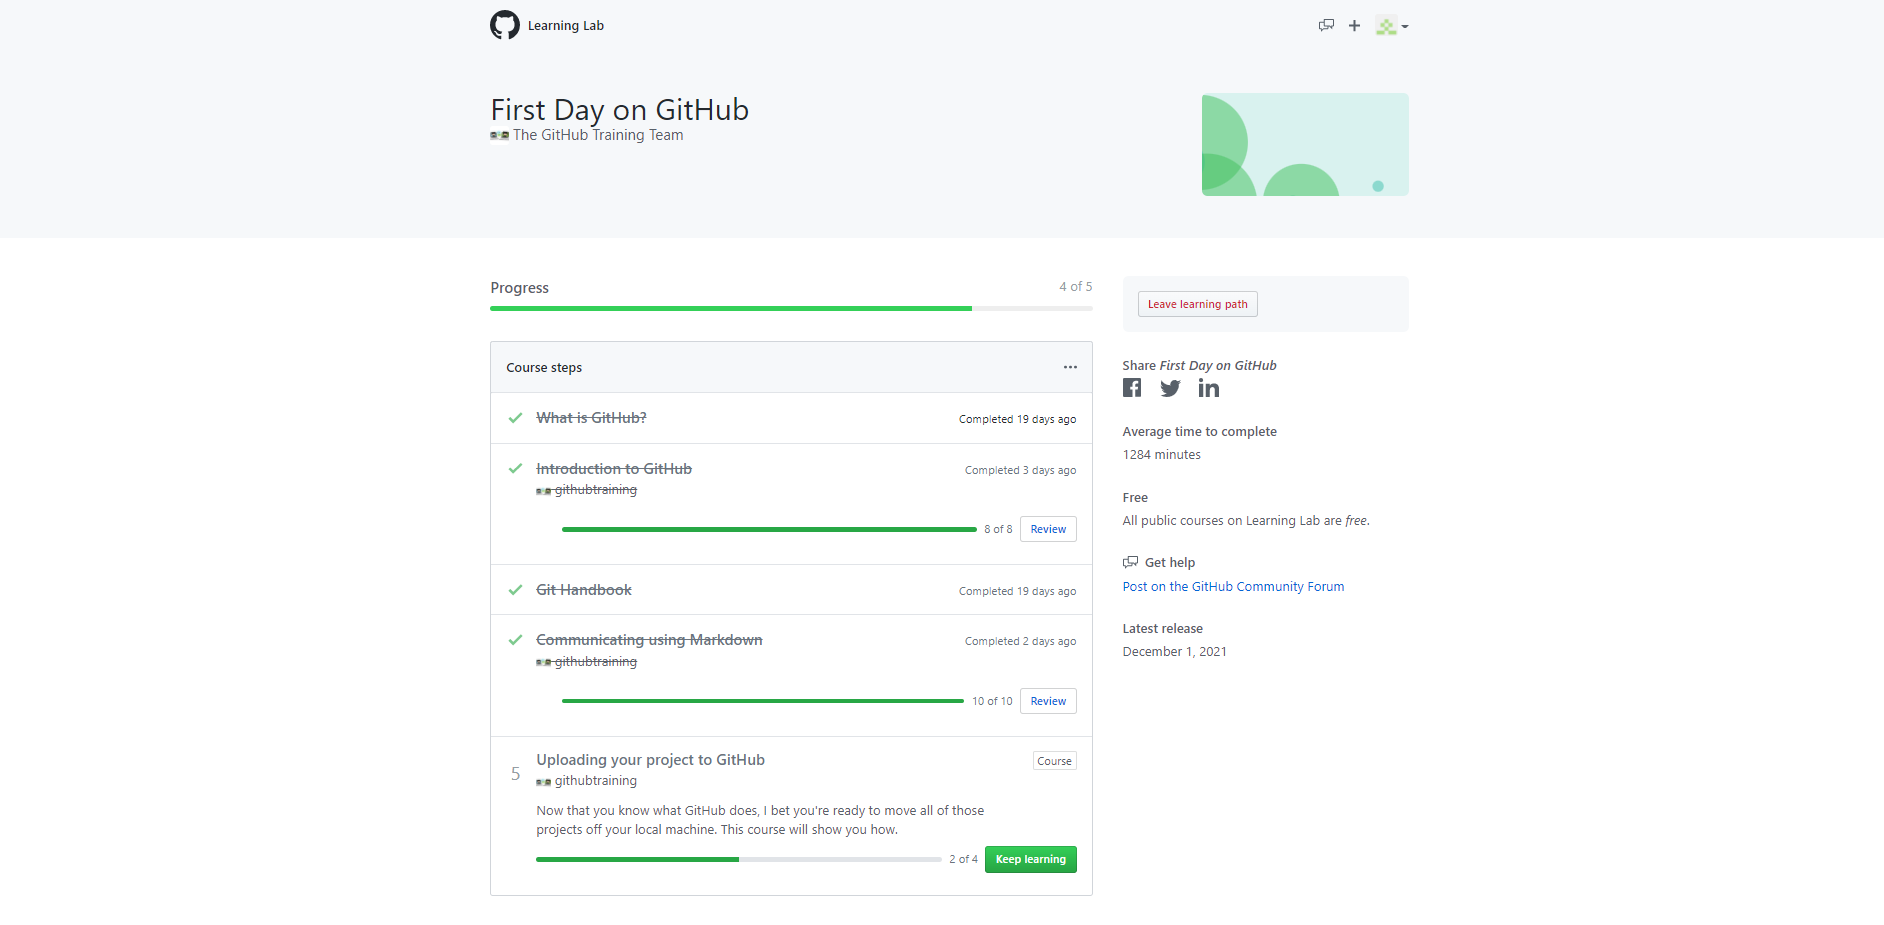 Learning Lab
First Day on GitHub
The GitHub Training Team
Progress
4 of 5
Course steps
What is GitHub?
Completed 19 days ago
Introduction to GitHub
Completed 3 days ago
githubtraining
8 of 8
Review
Git Handbook
Completed 19 days ago
Communicating using Markdown
Completed 2 days ago
githubtraining
10 of 10
Review
5
Uploading your project to GitHub
Course
githubtraining
Now that you know what GitHub does, I bet you're ready to move all of those
projects off your local machine. This course will show you how.
2 of 4
Keep learning
Leave learning path
Share First Day on GitHub
Average time to complete
1284 minutes
Free
All public courses on Learning Lab are free.
Get help
Post on the GitHub Community Forum
Latest release
December 1, 2021